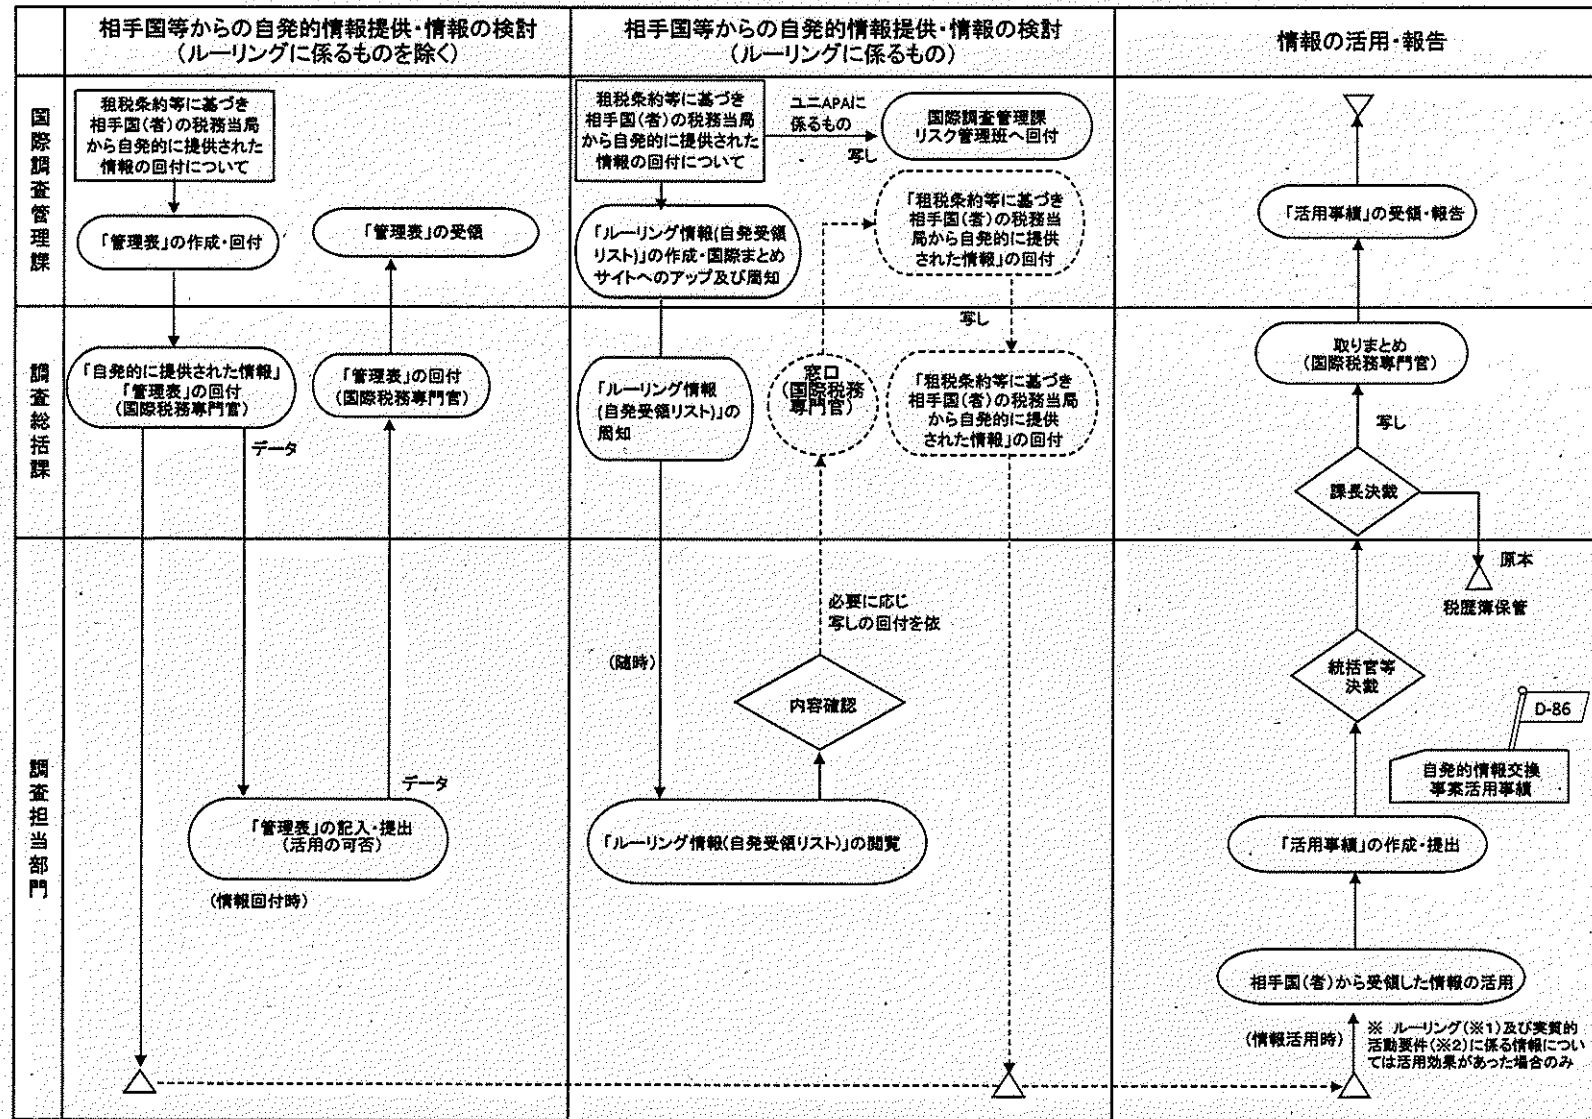 相手国等からの自発的情報提供・情報の検討
(ルーリングに係るものを除く)
相手国等からの自発的情報提供・情報の検討
(ルーリングに係るもの)
情報の活用・報告
国際調査管理課
租税条約等に基づき
相手国(者)の税務当局
から自発的に提供された
情報の回付について
「管理表」の作成・回付
「管理表」の受領
租税条約等に基づき
相手国(者)の税務当局
から自発的に提供された
情報の回付について
ユニAPAに
係るもの
写し
国際調査管理課
リスク管理班へ回付
「ルーリング情報(自発受領
リスト)」の作成・国際まとめ
サイトへのアップ及び周知
「租税条約等に基づき
相手国(者)の税務当
局から自発的に提供
された情報」の回付
「活用事績」の受領・報告
調査総括課
「自発的に提供された情報」
「管理表」の回付
(国際税務専門官)
データ
「管理表」の回付
(国際税務専門官)
「ルーリング情報
(自発受領リスト)」の
周知
窓口
(国際税務
専門官)
写し
「租税条約等に基づき
相手国(者)の税務当局
から自発的に提供
された情報」の回付
取りまとめ
(国際税務専門官)
写し
課長決裁
調査担当部門
データ
「管理表」の記入・提出
(活用の可否)
(情報回付時)
(随時)
必要に応じ
写しの回付を依
内容確認
「ルーリング情報(自発受領リスト)」の閲覧
原本
税歴簿保管
統括官等
決裁
D-86
自発的情報交換
事案活用事績
「活用事績」の作成・提出
相手国(者)から受領した情報の活用
(情報活用時)
※ ルーリング(※1)及び実質的
活動要件(※2)に係る情報につい
ては活用効果があった場合のみ